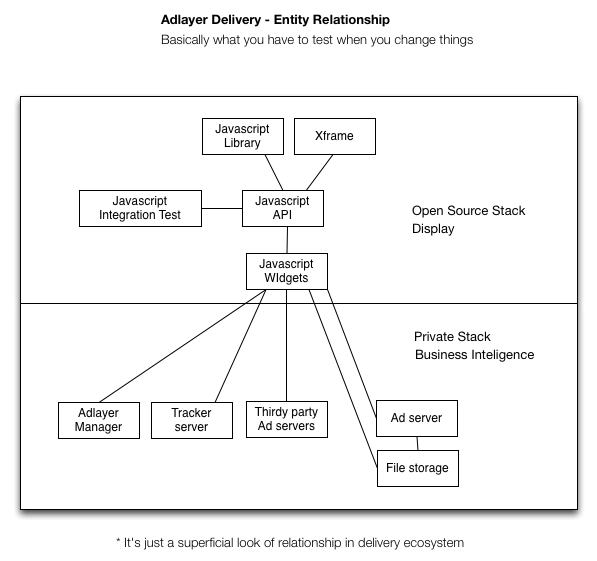 Adlayer Delivery - Entity Relationship
Basically what you have to test when you change things
Javascript
Library
Xframe
Javascript
Integration Test
Javascript
API
Open Source Stack
Display
Javascript
WIdgets
Private Stack
Business Inteligence
Adlayer
Manager
Tracker
server
Thirdy party
Ad servers
Ad server
File storage
* It's just a superficial look of relationship in delivery ecosystem